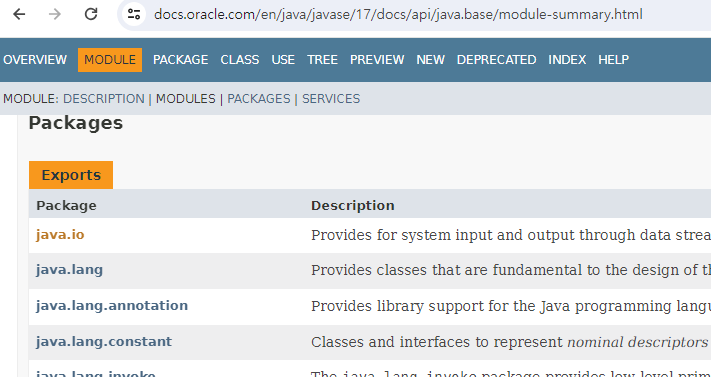 docs.oracle.com/en/java/javase/17/docs/api/java.base/module-summary.html
OVERVIEW MODULE PACKAGE CLASS USE TREE PREVIEW NEW DEPRECATED INDEX HELP
MODULE: DESCRIPTION | MODULES | PACKAGES | SERVICES
Packages
Exports
Package Description
java.io Provides for system input and output through data
java.lang Provides classes that are fundamental to the design of
java.lang.annotation Provides library support for the Java programming
java.lang.constant Classes and interfaces to represent nominal descriptors
java.lang.invoke The java.lang.invoke package provides low-level